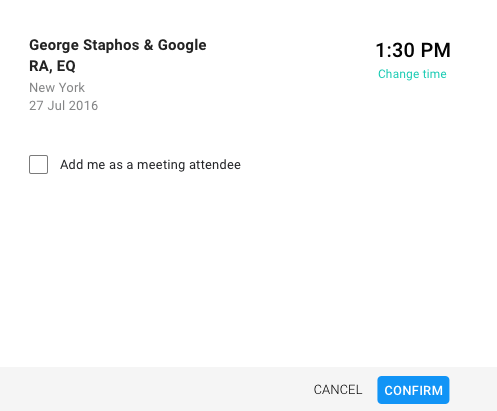 George Staphos & Google
RA, EQ
New York
27 Jul 2016
1:30 PM
Change time
Add me as a meeting attendee
CANCEL
CONFIRM